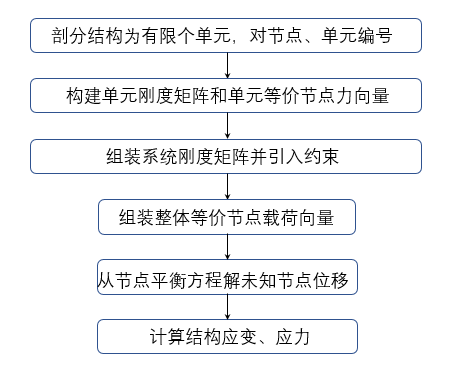 剖分结构为有限个单元，对节点、单元编号
构建单元刚度矩阵和单元等价节点力向量
组装系统刚度矩阵并引入约束
组装整体等价节点载荷向量
从节点平衡方程解未知节点位移
计算结构应变、应力